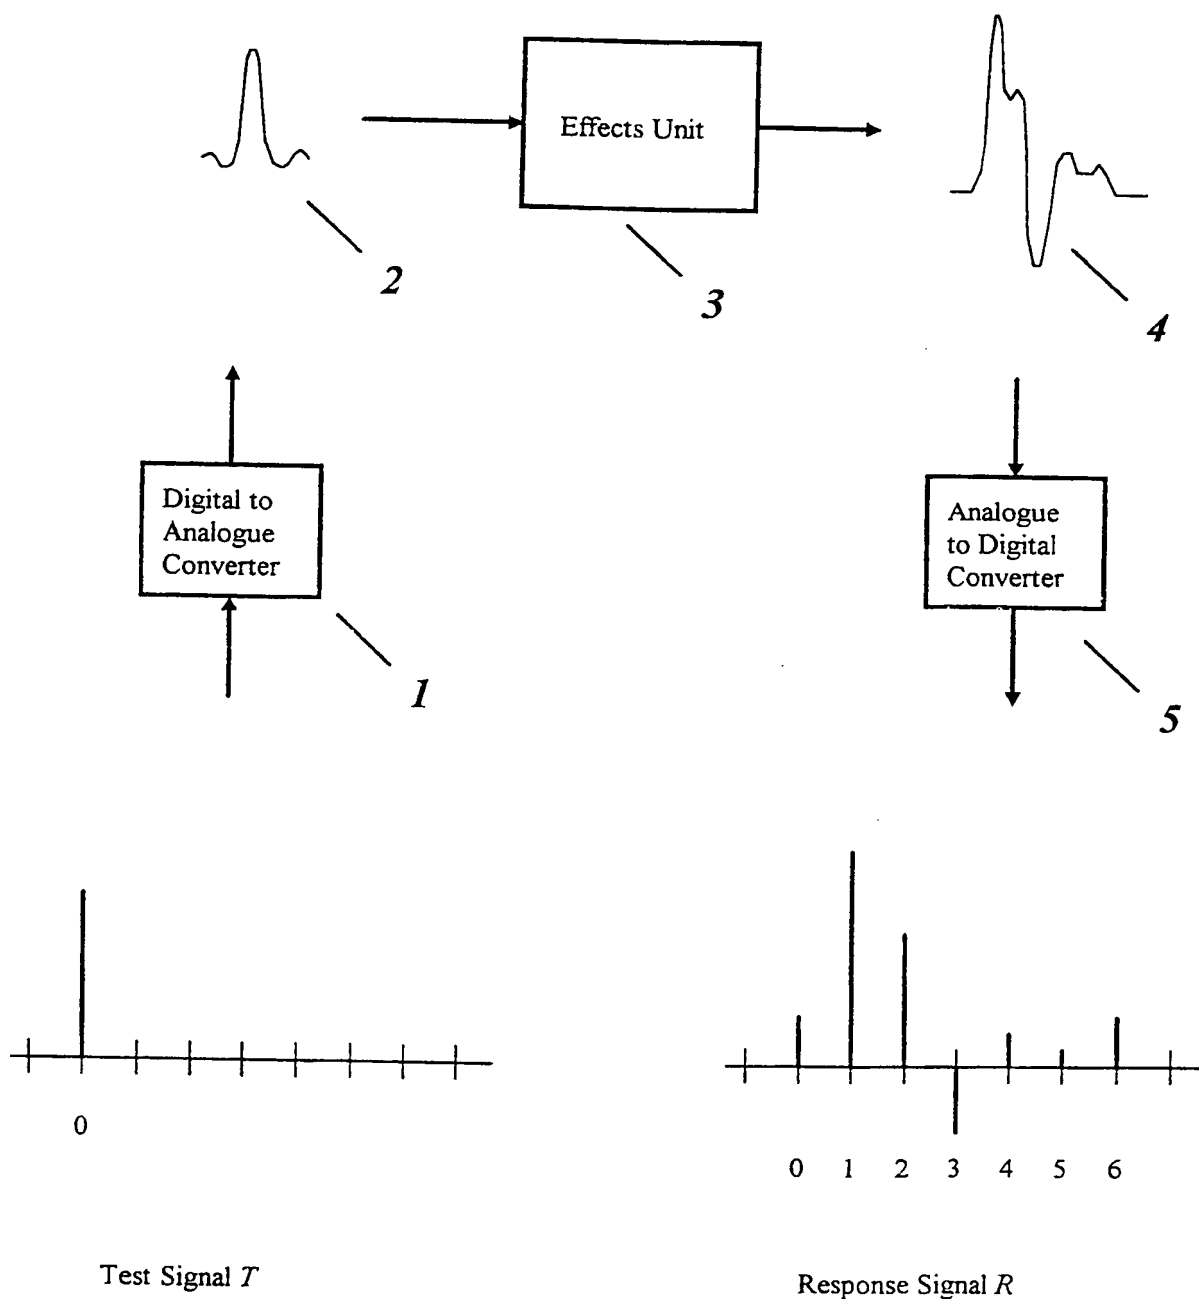 Effects Unit
2
3
4
Digital to
Analogue
Converter
Analogue
to Digital
Converter
1
5
0
0 1 2 3 4 5 6
Test Signal T
Response Signal R